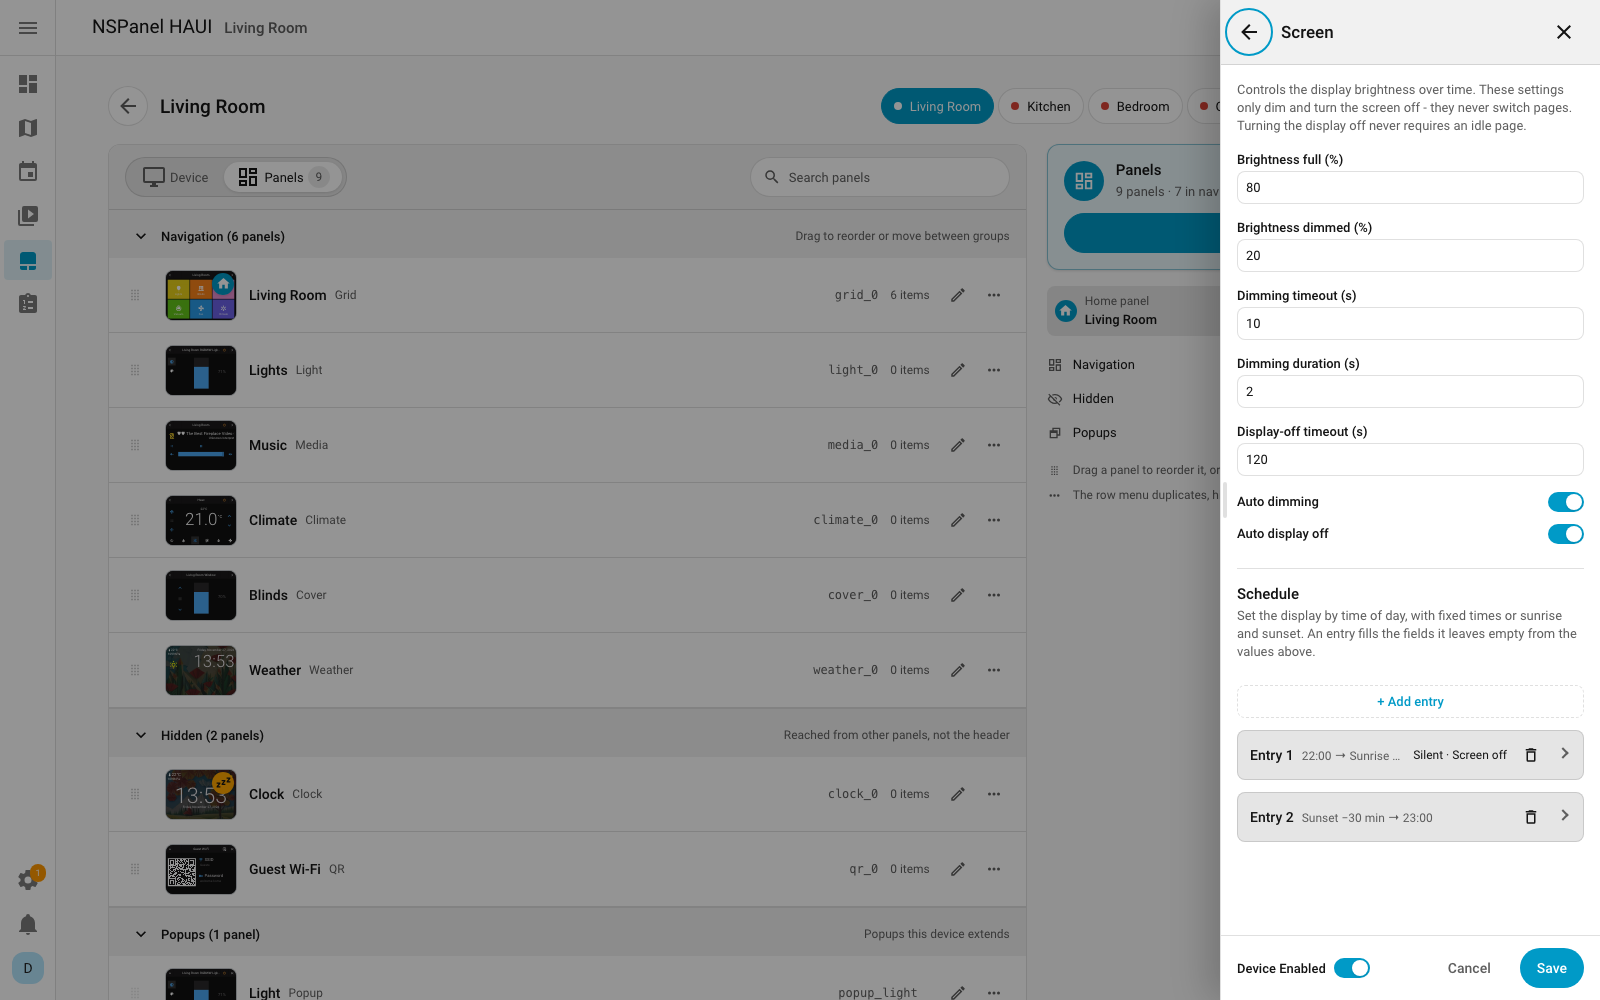 NSPanel HAUI Living Room
Living Room
Living Room
Kitchen
Bedroom
Device
Panels 9
Search panels
Navigation (6 panels)
Drag to reorder or move between groups
Living Room Grid
grid_0 6 items
Lights Light
light_0 0 items
Music Media
media_0 0 items
21.0
Climate Climate
climate_0 0 items
Blinds Cover
cover_0 0 items
13:53
Weather Weather
weather_0 0 items
Hidden (2 panels)
Reached from other panels, not the header
13:53
zzz
Clock Clock
clock_0 0 items
Guest Wi-Fi QR
qr_0 0 items
Popups (1 panel)
Popups this device extends
Light Popup
popup_light 0 items
Panels
9 panels · 7 in nav
Home panel
Living Room
Navigation
Hidden
Popups
Drag a panel to reorder it, or
The row menu duplicates, h
1
D
Screen
Controls the display brightness over time. These settings
only dim and turn the screen off - they never switch pages.
Turning the display off never requires an idle page.
Brightness full (%)
80
Brightness dimmed (%)
20
Dimming timeout (s)
10
Dimming duration (s)
2
Display-off timeout (s)
120
Auto dimming
Auto display off
Schedule
Set the display by time of day, with fixed times or sunrise
and sunset. An entry fills the fields it leaves empty from the
values above.
+ Add entry
Entry 1 22:00 → Sunrise ... Silent · Screen off
Entry 2 Sunset −30 min → 23:00
Device Enabled
Cancel
Save